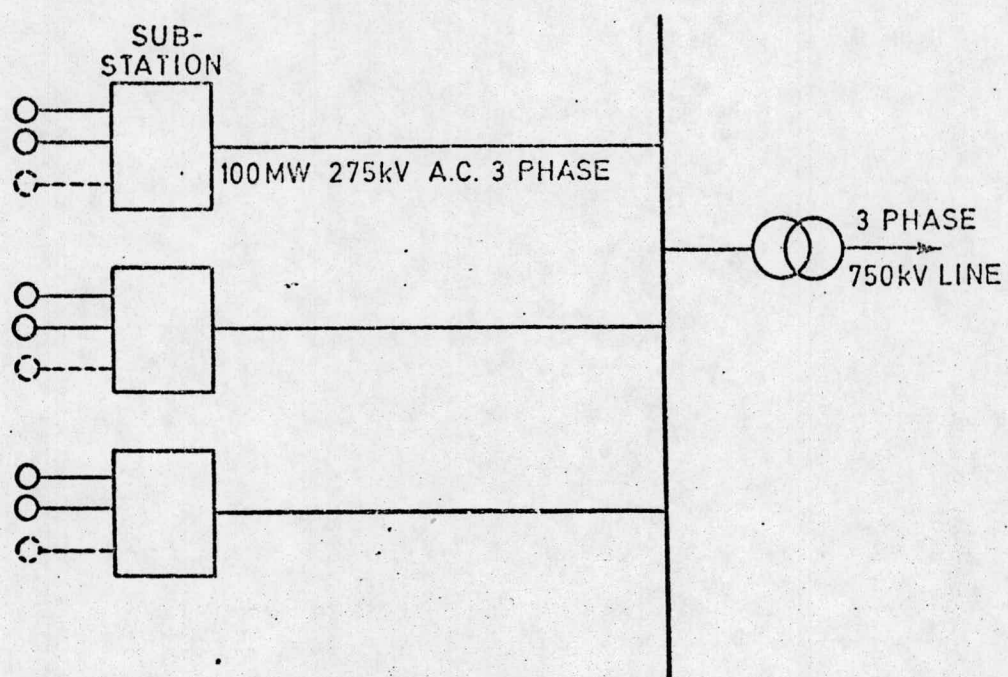 SUB-
STATION
100MW 275kV A.C. 3 PHASE
3 PHASE
750kV LINE